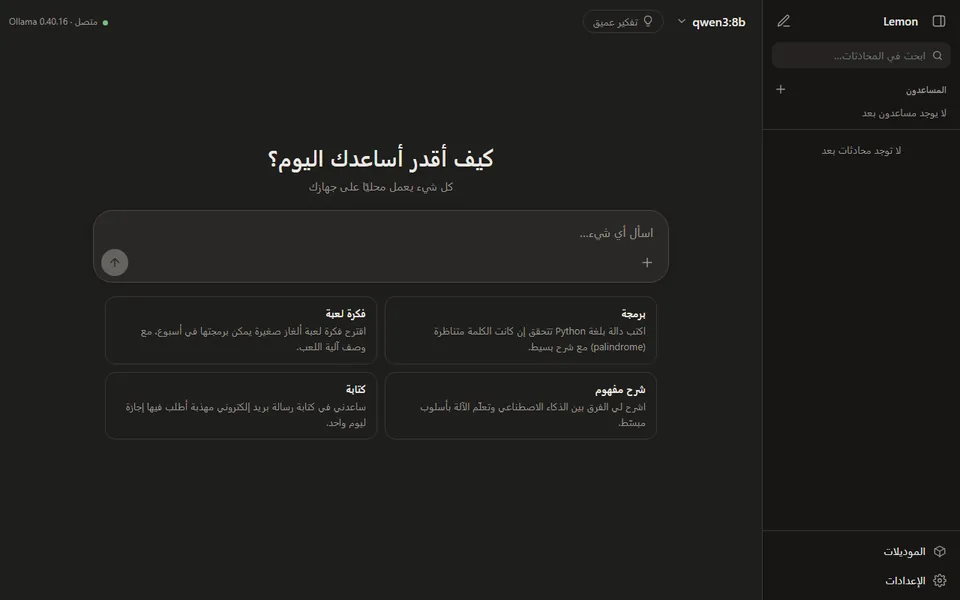 Lemon
ابحث في المحادثات...
المساعدون
لا يوجد مساعدون بعد
لا توجد محادثات بعد
الموديلات
الإعدادات
qwen3:8b
تفكير عميق
متصل · Ollama 0.40.16
كيف أقدر أساعدك اليوم؟
كل شيء يعمل محليًا على جهازك
اسأل أي شيء...
برمجة
اكتب دالة بلغة Python تتحقق إن كانت الكلمة متناظرة
(palindrome) مع شرح بسيط.
فكرة لعبة
اقترح فكرة لعبة ألغاز صغيرة يمكن برمجتها في أسبوع، مع
وصف آلية اللعب.
شرح مفهوم
اشرح لي الفرق بين الذكاء الاصطناعي وتعلّم الآلة بأسلوب
مبسّط.
كتابة
ساعدني في كتابة رسالة بريد إلكتروني مهذبة أطلب فيها إجازة
ليوم واحد.